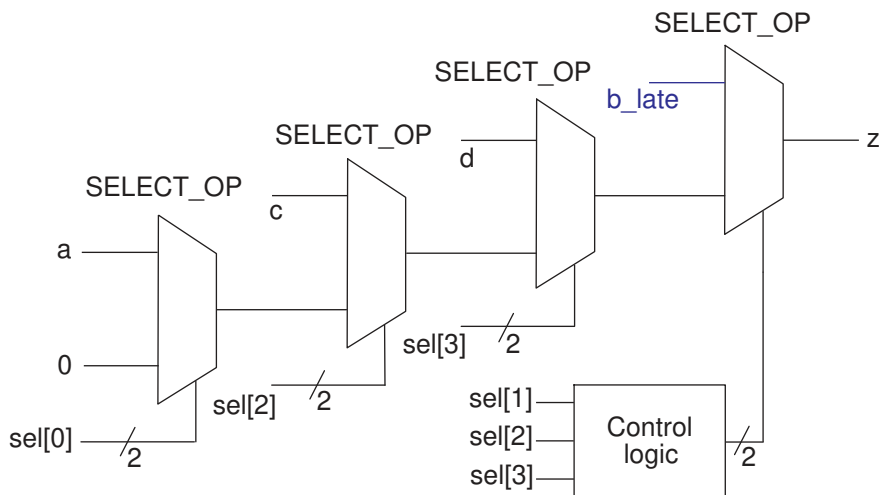 SELECT_OP
SELECT_OP
b_late
SELECT_OP
d
z
SELECT_OP
c
a
0
sel[3]
2
sel[2]
2
sel[0]
2
sel[1]
sel[2]
sel[3]
Control
logic
2